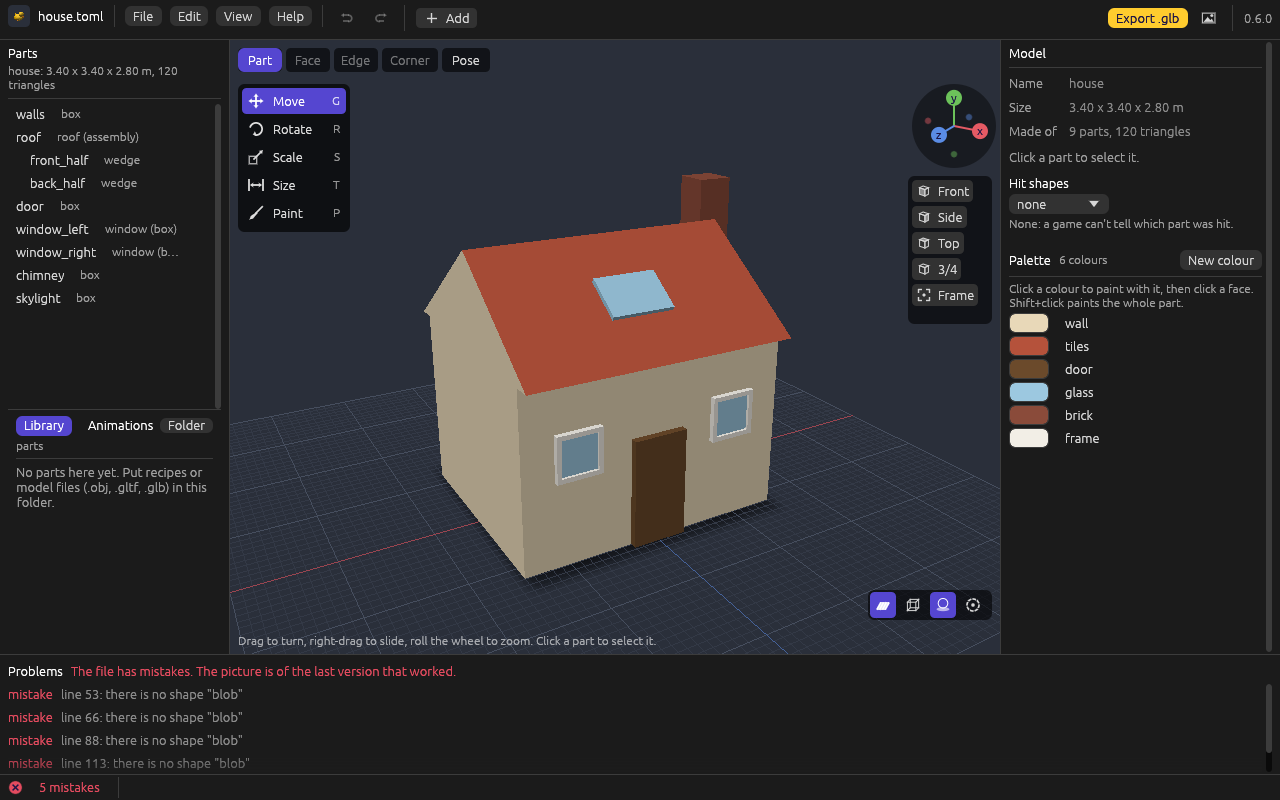 house.toml File Edit View Help Add Export .glb 0.6.0
Parts
house: 3.40 x 3.40 x 2.80 m, 120
triangles
walls box
roof roof (assembly)
front_half wedge
back_half wedge
door box
window_left window (box)
window_right window (b...
chimney box
skylight box
Library Animations Folder
parts
No parts here yet. Put recipes or
model files (.obj, .gltf, .glb) in this
folder.
Part Face Edge Corner Pose
Move G
Rotate R
Scale S
Size T
Paint P
y
x
z
Front
Side
Top
3/4
Frame
Drag to turn, right-drag to slide, roll the wheel to zoom. Click a part to select it.
Model
Name house
Size 3.40 x 3.40 x 2.80 m
Made of 9 parts, 120 triangles
Click a part to select it.
Hit shapes
none
None: a game can't tell which part was hit.
Palette 6 colours New colour
Click a colour to paint with it, then click a face.
Shift+click paints the whole part.
wall
tiles
door
glass
brick
frame
Problems The file has mistakes. The picture is of the last version that worked.
mistake line 53: there is no shape "blob"
mistake line 66: there is no shape "blob"
mistake line 88: there is no shape "blob"
mistake line 113: there is no shape "blob"
5 mistakes